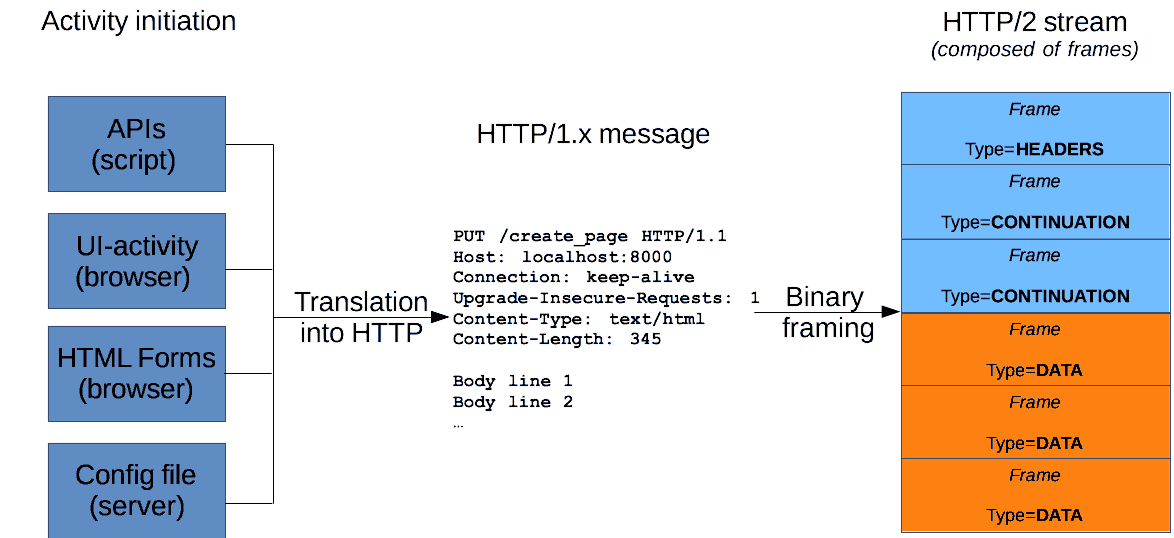 Activity initiation
APIs
(script)
UI-activity
(browser)
HTML Forms
(browser)
Config file
(server)
Translation
into HTTP
HTTP/1.x message
PUT /create_page HTTP/1.1
Host: localhost:8000
Connection: keep-alive
Upgrade-Insecure-Requests: 1
Content-Type: text/html
Content-Length: 345
Body line 1
Body line 2
…
Binary
framing
HTTP/2 stream
(composed of frames)
Frame
Type=HEADERS
Frame
Type=CONTINUATION
Frame
Type=CONTINUATION
Frame
Type=DATA
Frame
Type=DATA
Frame
Type=DATA